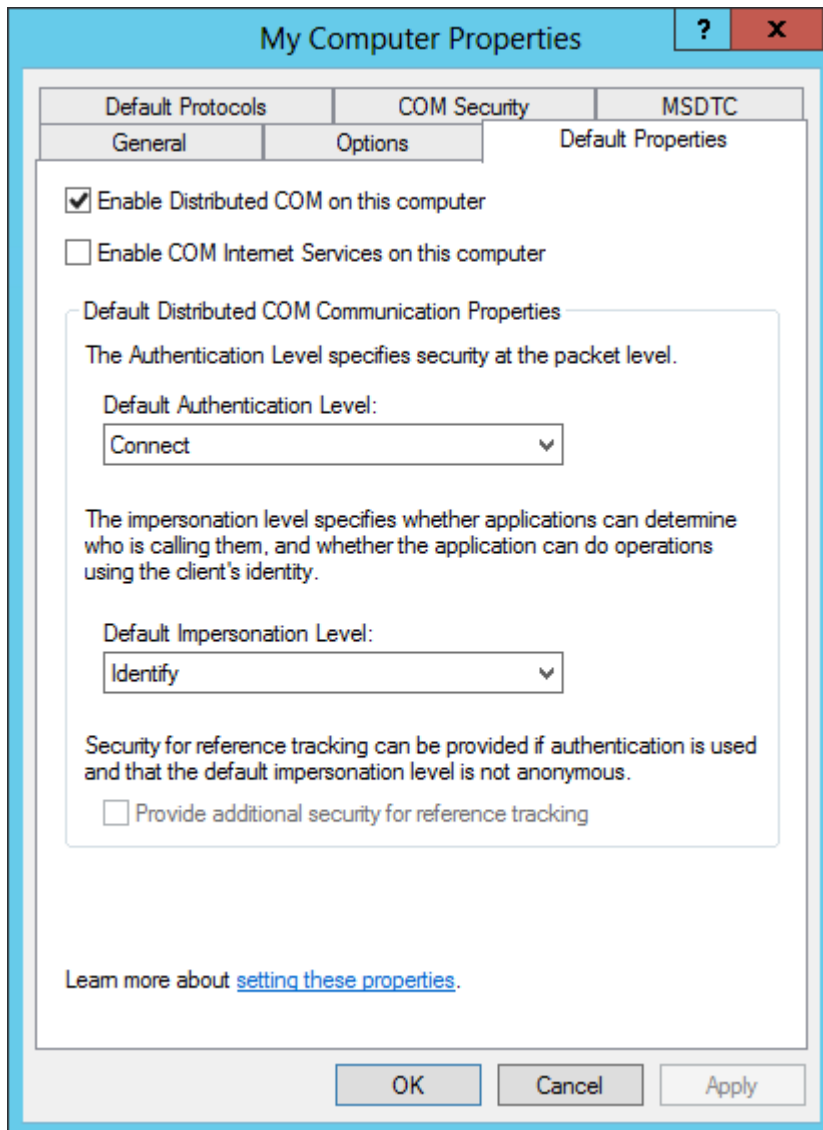 My Computer Properties
?
x
Default Protocols
COM Security
MSDTC
General
Options
Default Properties
Enable Distributed COM on this computer
Enable COM Internet Services on this computer
Default Distributed COM Communication Properties
The Authentication Level specifies security at the packet level.
Default Authentication Level:
Connect
The impersonation level specifies whether applications can determine
who is calling them, and whether the application can do operations
using the client's identity.
Default Impersonation Level:
Identify
Security for reference tracking can be provided if authentication is used
and that the default impersonation level is not anonymous.
Provide additional security for reference tracking
Learn more about setting these properties.
OK
Cancel
Apply